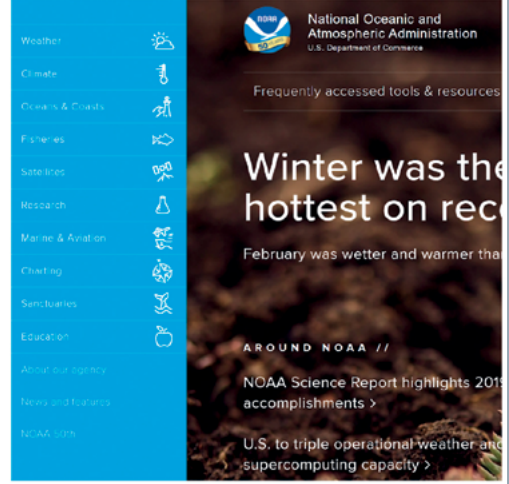 Weather
Climate
Oceans & Coasts
Fisheries
Satellites
Research
Marine & Aviation
Charting
Sanctuaries
Education
About our agency
News and features
NOAA 50th
NOAA
50
National Oceanic and
Atmospheric Administration
U.S. Department of Commerce
Frequently accessed tools & resources
Winter was the
hottest on rec
February was wetter and warmer tha
AROUND NOAA //
NOAA Science Report highlights 201
accomplishments >
U.S. to triple operational weather and
supercomputing capacity >